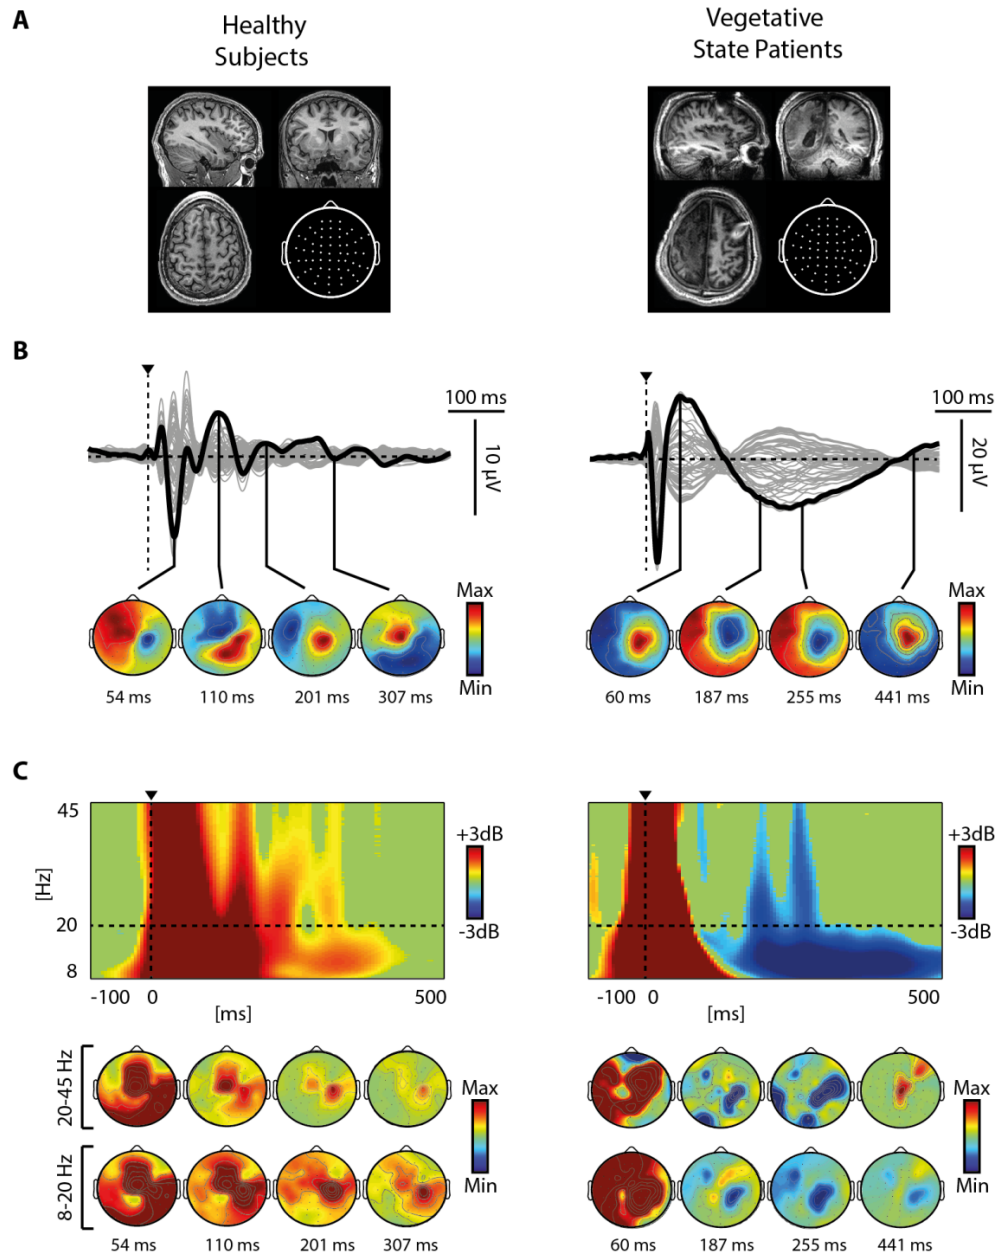 A
Healthy
Subjects
Vegetative
State Patients
B
100 ms
10 µV
100 ms
20 µV
Max
Min
54 ms 110 ms 201 ms 307 ms
Max
Min
60 ms 187 ms 255 ms 441 ms
C
45
[Hz]
20
8
-100 0 500
[ms]
+3dB
-3dB
+3dB
-3dB
-100 0 500
[ms]
20-45 Hz
8-20 Hz
Max
Min
54 ms 110 ms 201 ms 307 ms
Max
Min
60 ms 187 ms 255 ms 441 ms